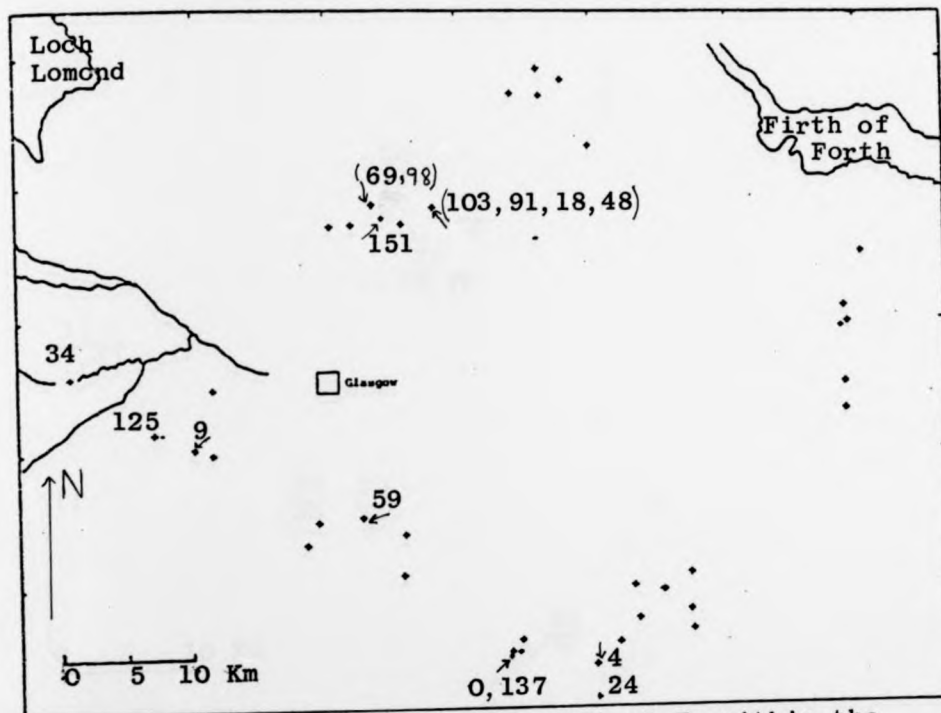 Loch
Lomond
Firth of
Forth
(69,98)
(103, 91, 18, 48)
151
34
Glasgow
125
9
N
59
0 5 10 Km
4
0, 137
24